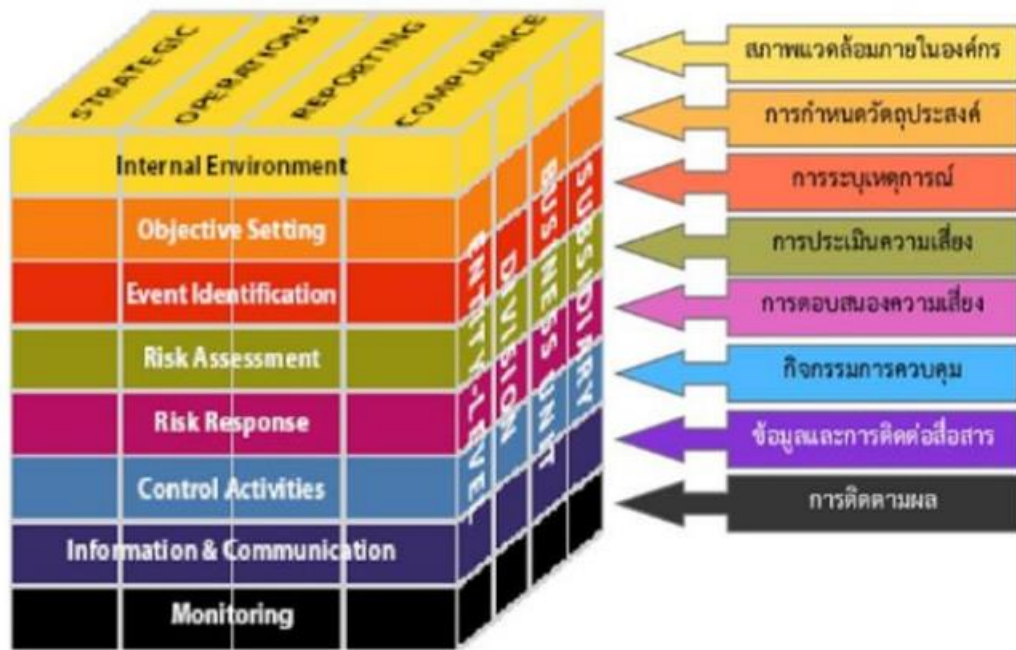 STRATEGIC
OPERATIONS
REPORTING
COMPLIANCE
Internal Environment
Objective Setting
Event Identification
Risk Assessment
Risk Response
Control Activities
Information & Communication
Monitoring
ENTITY-LEVE
DIVISION
BUSINESS UNIT
SUBSIDIARY
สภาพแวดล้อมภายในองค์กร
การกำหนดวัตถุประสงค์
การระบุเหตุการณ์
การประเมินความเสี่ยง
การตอบสนองความเสี่ยง
กิจกรรมการควบคุม
ข้อมูลและการติดต่อสื่อสาร
การติดตามผล